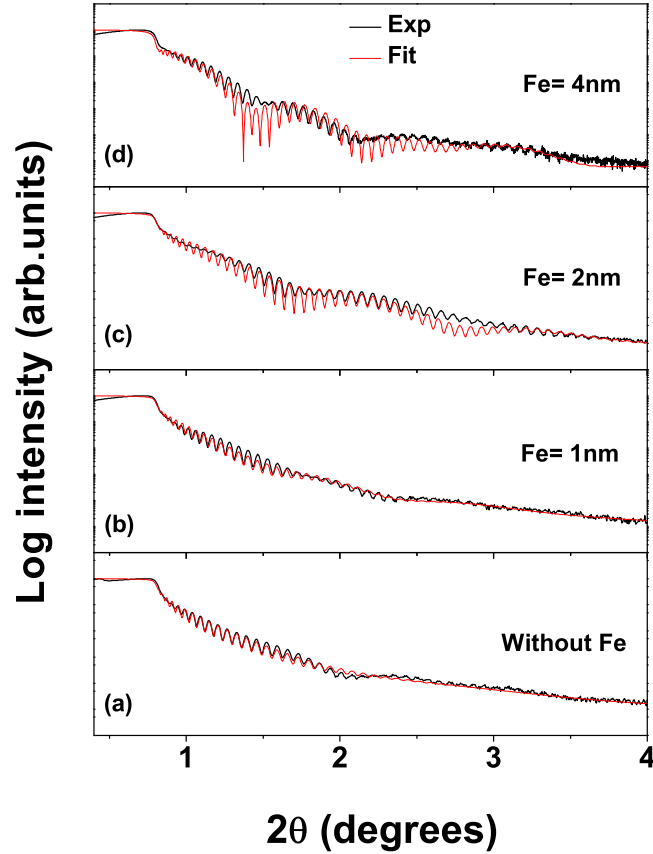 Exp
Fit
Fe= 4nm
(d)
Fe= 2nm
(c)
Fe= 1nm
(b)
Without Fe
(a)
Log intensity (arb.units)
1 2 3 4
2θ (degrees)